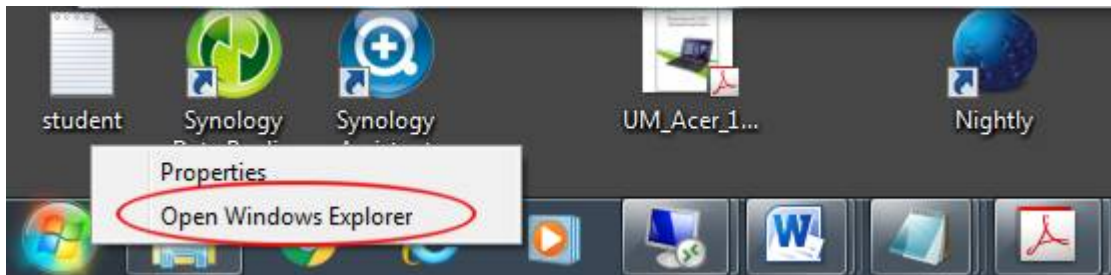 student
Synology
Synology
UM_Acer_1...
Nightly
Properties
Open Windows Explorer